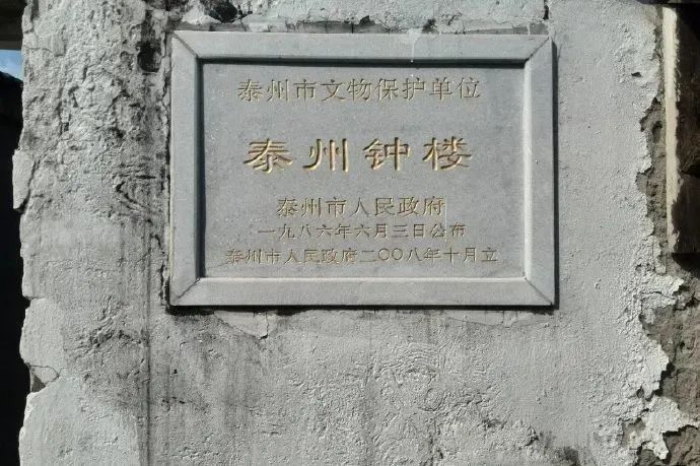 泰州市文物保护单位
泰州钟楼
泰州市人民政府
一九八六年六月三日公布
泰州市人民政府二〇〇八年十月立